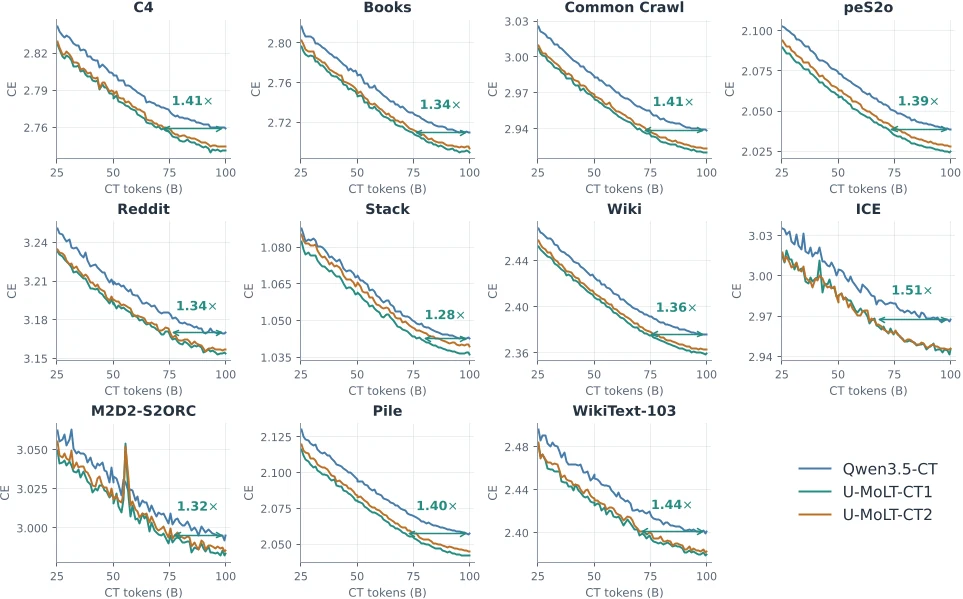 C4
2.82
2.79
2.76
CE
1.41×
25 50 75 100
CT tokens (B)
Books
2.80
2.76
2.72
CE
1.34×
25 50 75 100
CT tokens (B)
Common Crawl
3.03
3.00
2.97
2.94
CE
1.41×
25 50 75 100
CT tokens (B)
peS2o
2.100
2.075
2.050
2.025
CE
1.39×
25 50 75 100
CT tokens (B)
Reddit
3.24
3.21
3.18
3.15
CE
1.34×
25 50 75 100
CT tokens (B)
Stack
1.080
1.065
1.050
1.035
CE
1.28×
25 50 75 100
CT tokens (B)
Wiki
2.44
2.40
2.36
CE
1.36×
25 50 75 100
CT tokens (B)
ICE
3.03
3.00
2.97
2.94
CE
1.51×
25 50 75 100
CT tokens (B)
M2D2-S2ORC
3.050
3.025
3.000
CE
1.32×
25 50 75 100
CT tokens (B)
Pile
2.125
2.100
2.075
2.050
CE
1.40×
25 50 75 100
CT tokens (B)
WikiText-103
2.48
2.44
2.40
CE
1.44×
25 50 75 100
CT tokens (B)
Qwen3.5-CT
U-MoLT-CT1
U-MoLT-CT2